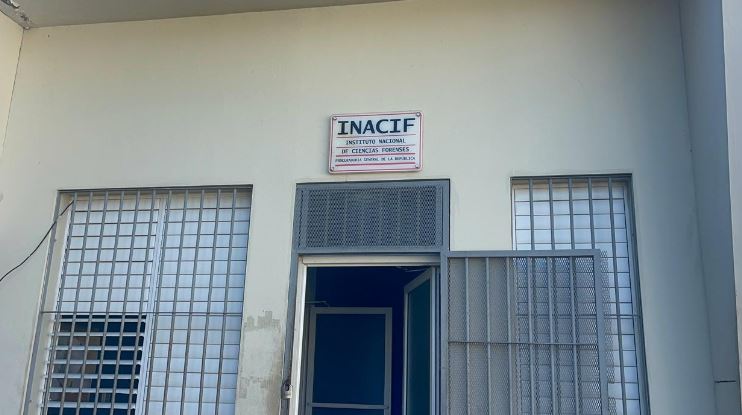 INACIF
INSTITUTO NACIONAL
DE CIENCIAS FORENSES
PROCURADURIA GENERAL DE LA REPUBLICA